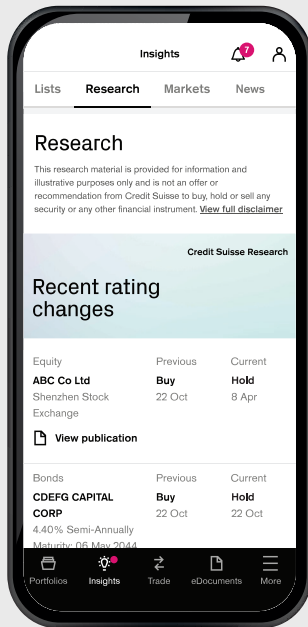 Insights
7
Lists Research Markets News
Research
This research material is provided for information and
illustrative purposes only and is not an offer or
recommendation from Credit Suisse to buy, hold or sell any
security or any other financial instrument. View full disclaimer
Credit Suisse Research
Recent rating
changes
Equity Previous Current
ABC Co Ltd Buy Hold
Shenzhen Stock 22 Oct 8 Apr
Exchange
View publication
Bonds Previous Current
CDEFG CAPITAL Buy Hold
CORP 22 Oct 22 Oct
4.40% Semi-Annually
Maturity: 06 May 2044
Portfolios Insights Trade eDocuments More